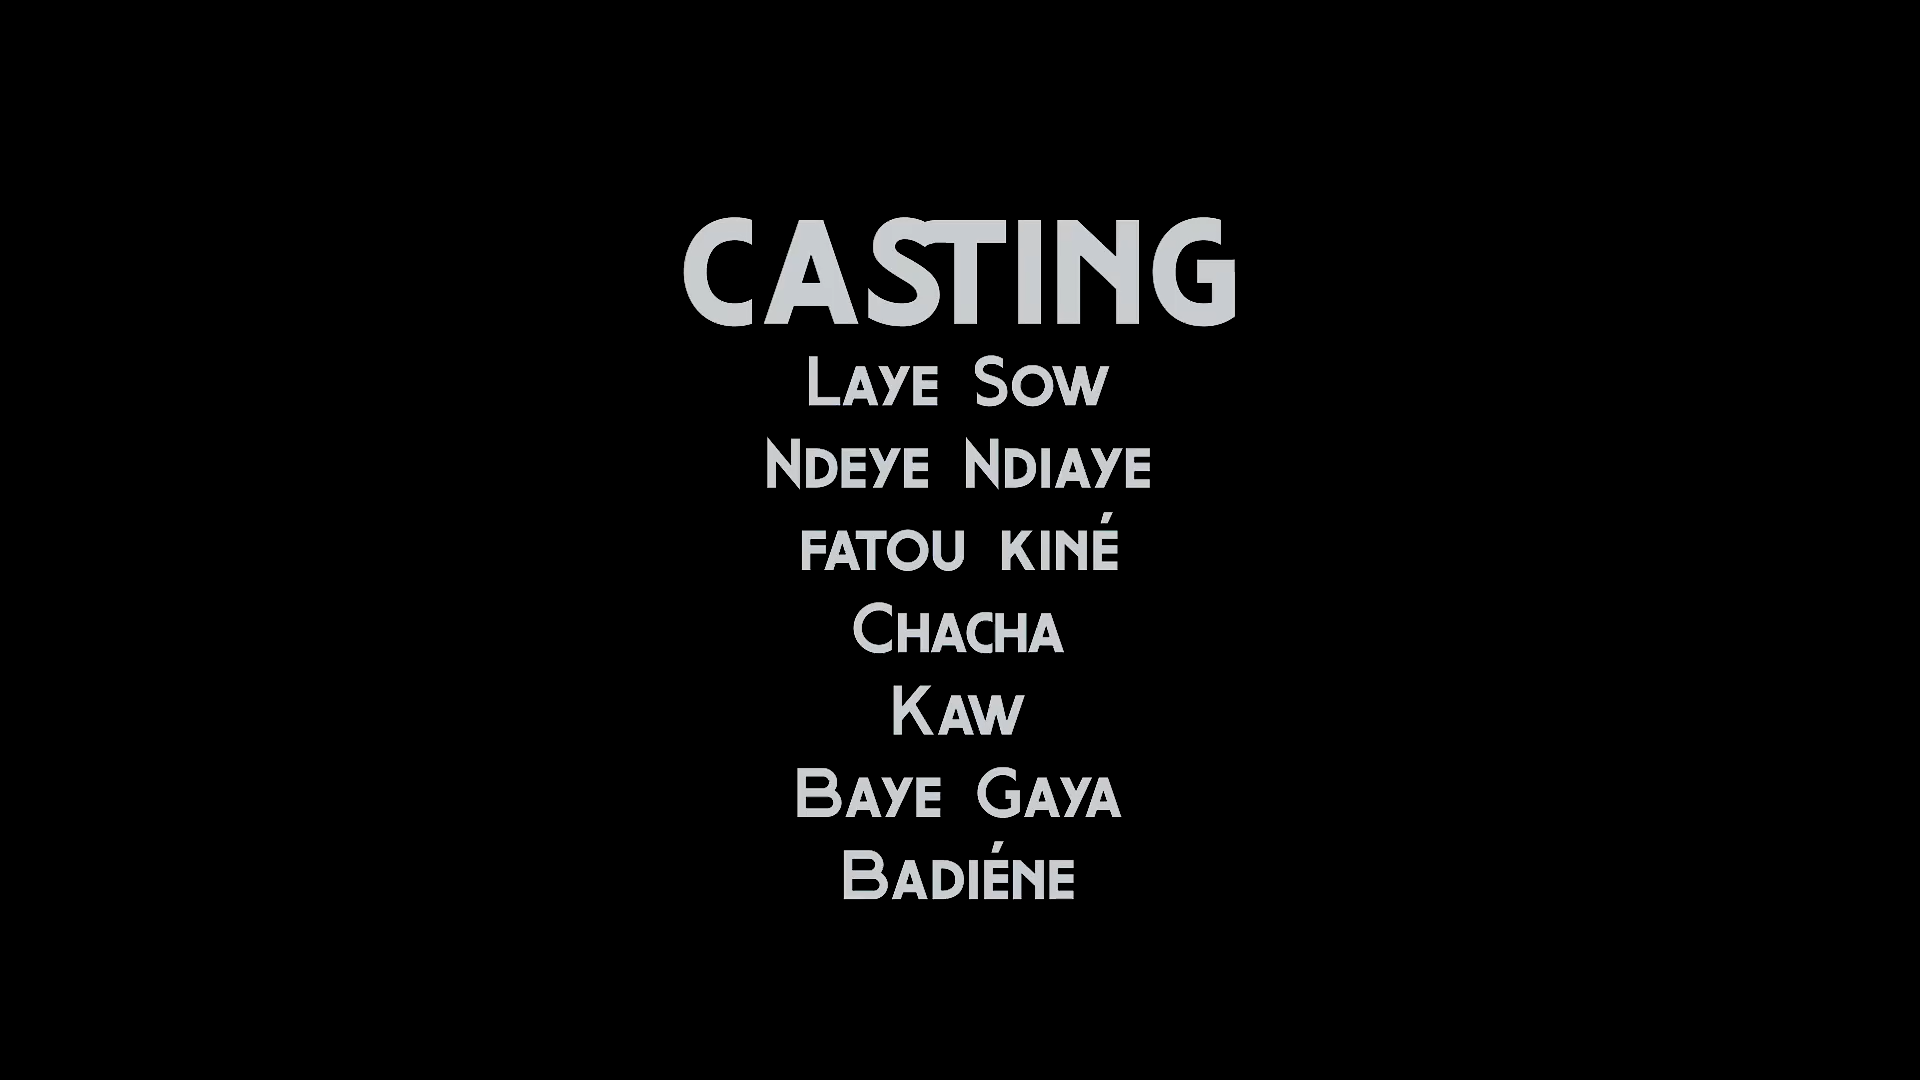 CASTING
Laye Sow
Ndeye Ndiaye
fatou kiné
Chacha
Kaw
Baye Gaya
Badiéne